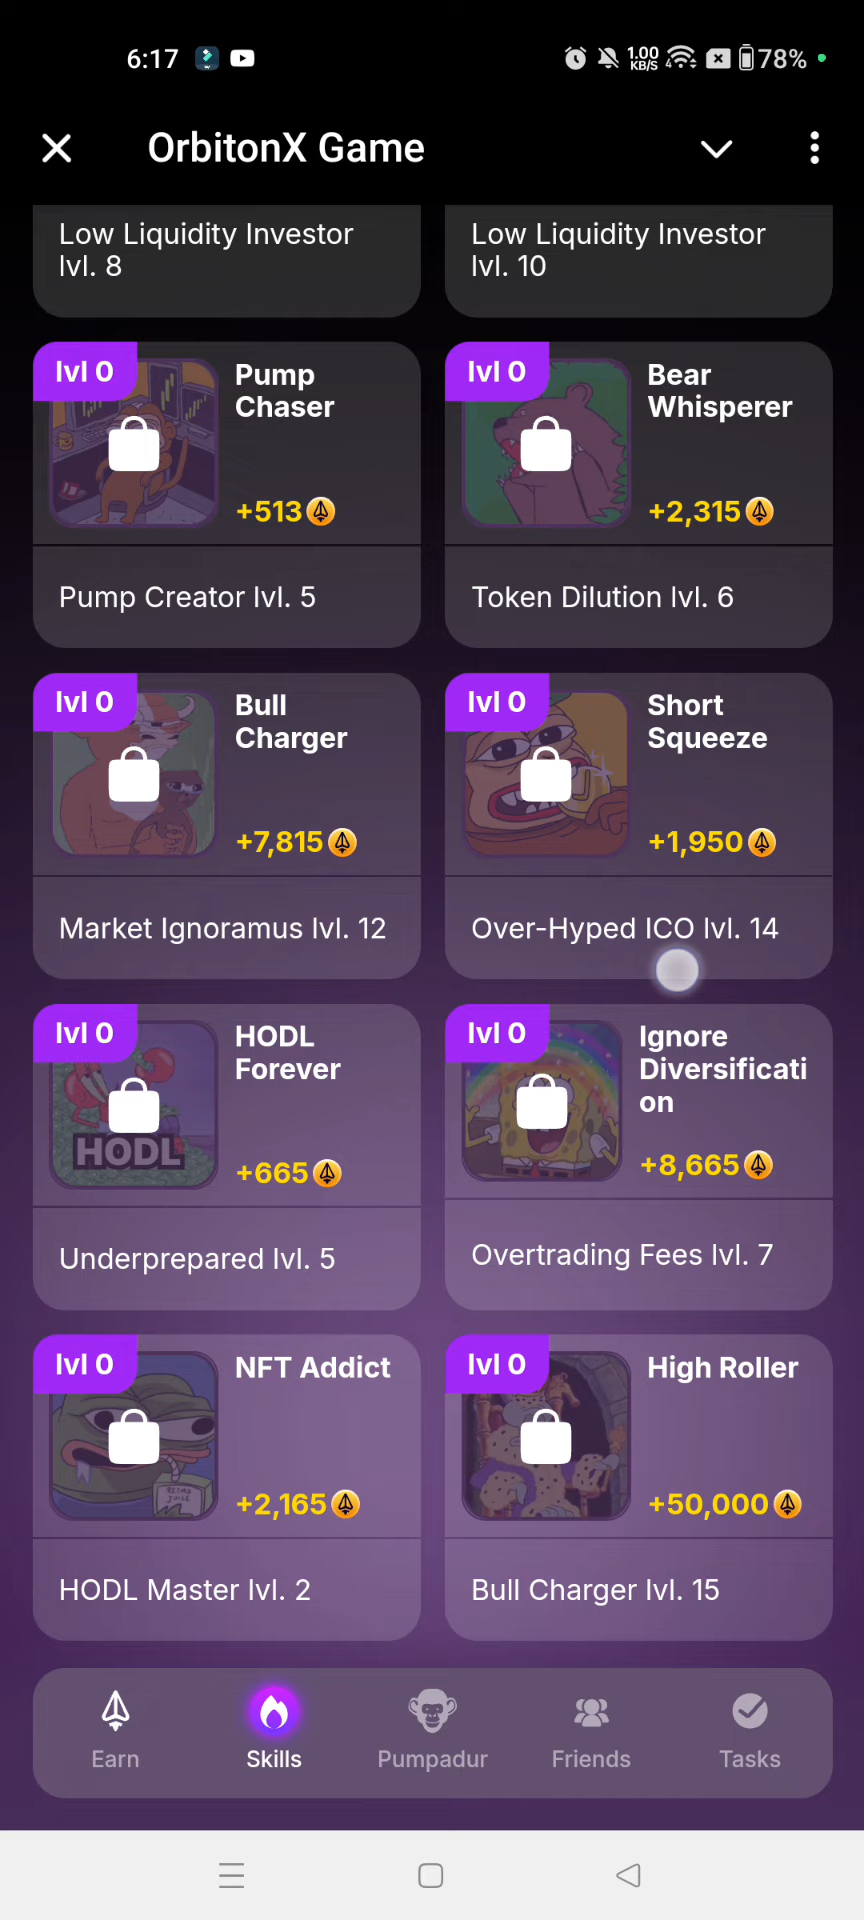 6:17
1.00
KB/S
4
78%
OrbitonX Game
Low Liquidity Investor
lvl. 8
Low Liquidity Investor
lvl. 10
lvl 0
Pump
Chaser
+513
Pump Creator lvl. 5
lvl 0
Bear
Whisperer
+2,315
Token Dilution lvl. 6
lvl 0
Bull
Charger
+7,815
Market Ignoramus lvl. 12
lvl 0
Short
Squeeze
+1,950
Over-Hyped ICO lvl. 14
lvl 0
HODL
Forever
HODL
+665
Underprepared lvl. 5
lvl 0
Ignore
Diversificati
on
+8,665
Overtrading Fees lvl. 7
lvl 0
NFT Addict
+2,165
HODL Master lvl. 2
lvl 0
High Roller
+50,000
Bull Charger lvl. 15
Earn
Skills
Pumpadur
Friends
Tasks